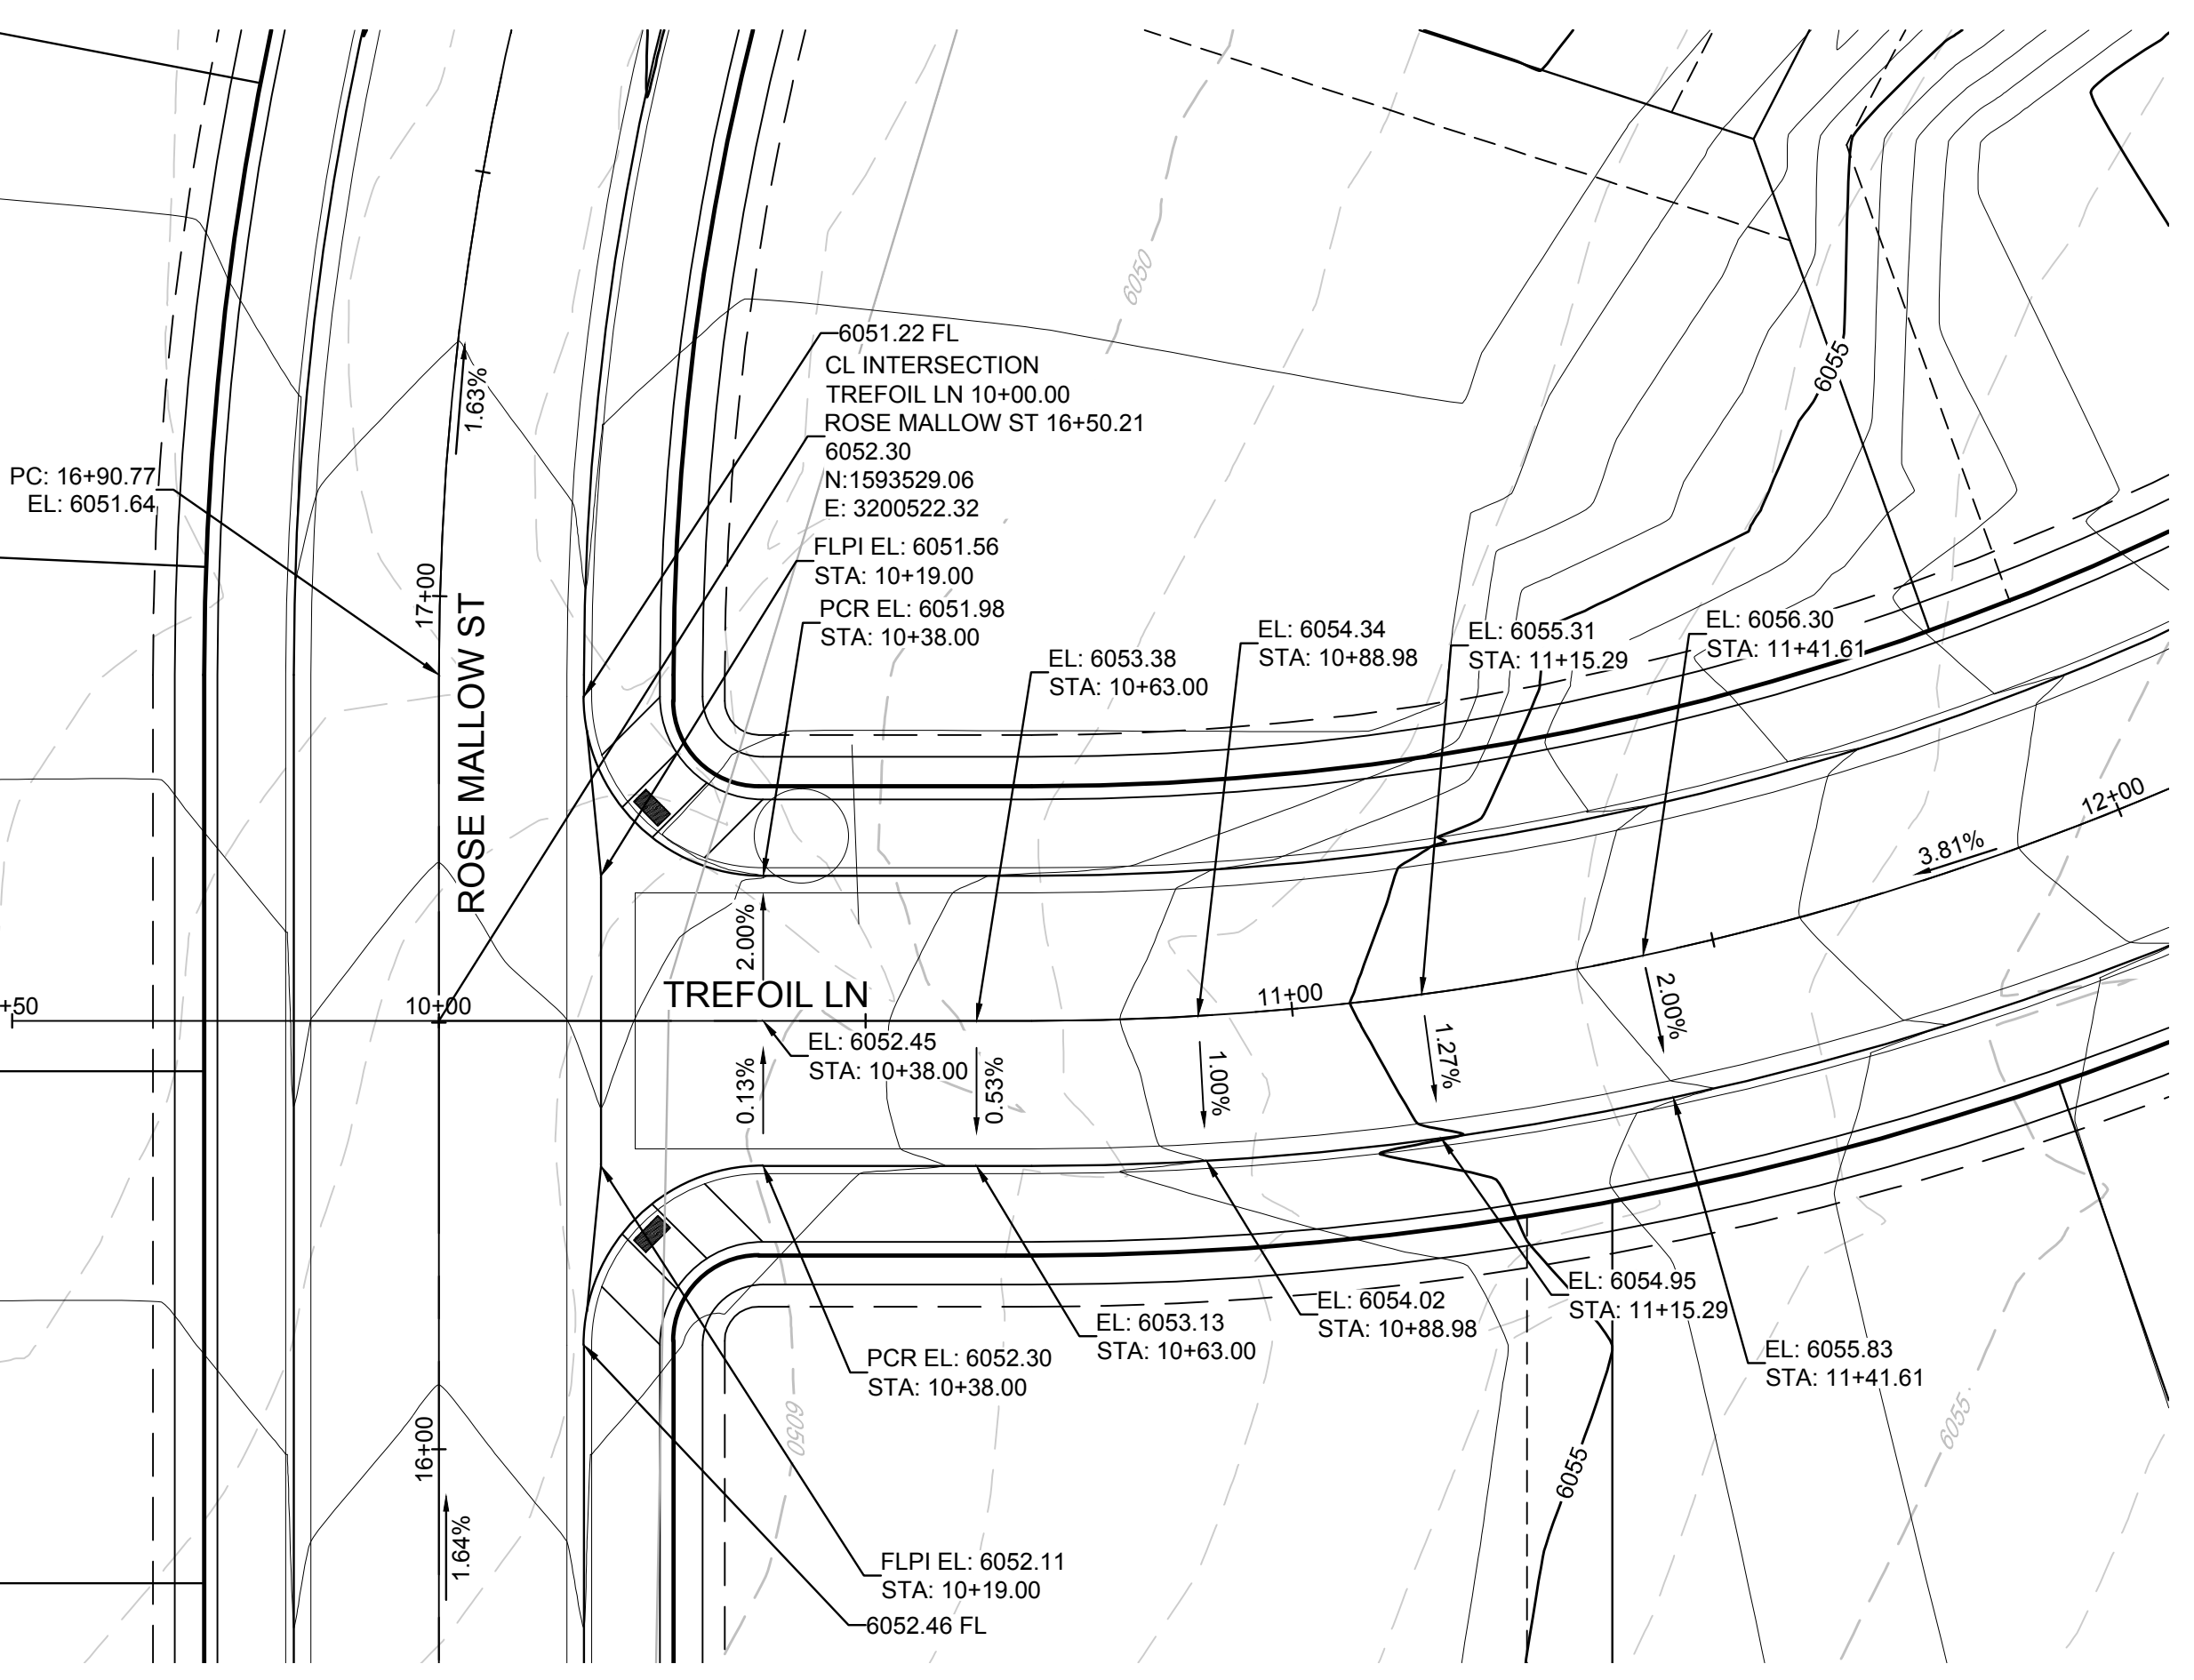 6050
6051.22 FL
CL INTERSECTION
TREFOIL LN 10+00.00
ROSE MALLOW ST 16+50.21
6052.30
N:1593529.06
E: 3200522.32
1.63%
6055
PC: 16+90.77
EL: 6051.64
FLPI EL: 6051.56
STA: 10+19.00
17+00
ROSE MALLOW ST
PCR EL: 6051.98
STA: 10+38.00
EL: 6053.38
STA: 10+63.00
EL: 6054.34
STA: 10+88.98
EL: 6055.31
STA: 11+15.29
EL: 6056.30
STA: 11+41.61
12+00
3.81%
2.00%
TREFOIL LN
+50
10+00
11+00
2.00%
EL: 6052.45
STA: 10+38.00
0.13%
0.53%
1.00%
1.27%
EL: 6054.95
STA: 11+15.29
EL: 6054.02
STA: 10+88.98
EL: 6053.13
STA: 10+63.00
PCR EL: 6052.30
STA: 10+38.00
EL: 6055.83
STA: 11+41.61
6050
6055
6055
16+00
1.64%
FLPI EL: 6052.11
STA: 10+19.00
6052.46 FL